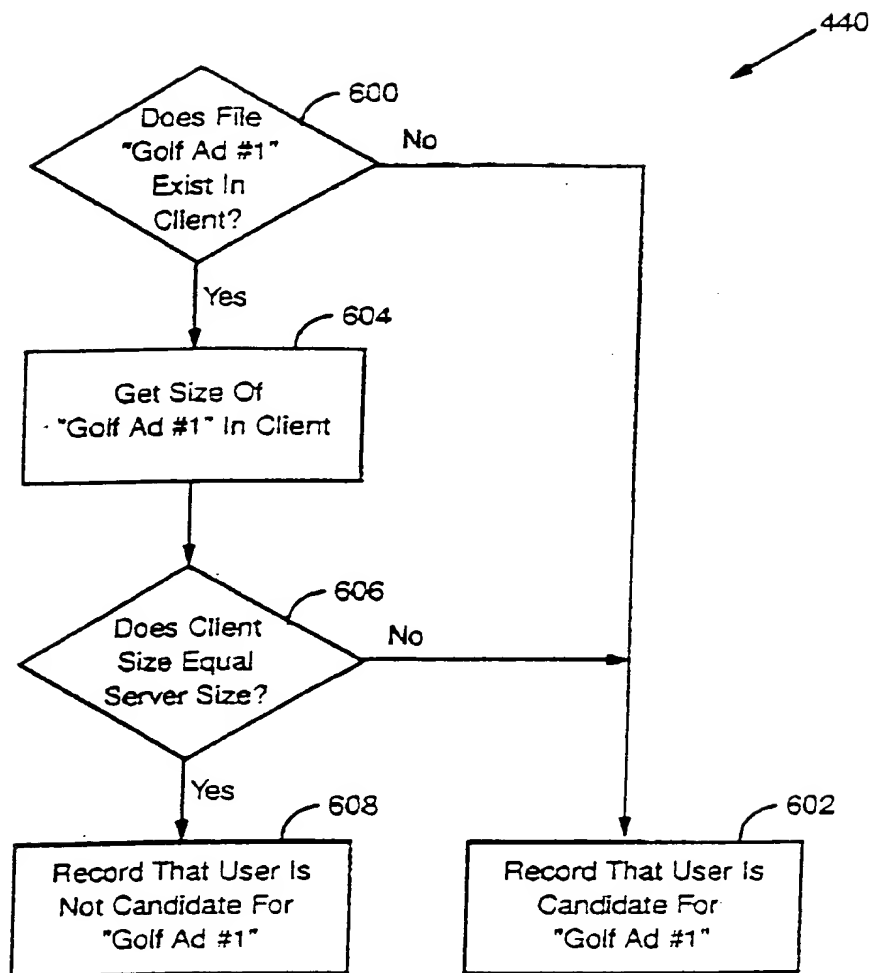 440
600
Does File
"Golf Ad #1"
Exist In
Client?
No
Yes
604
Get Size Of
"Golf Ad #1" In Client
606
Does Client
Size Equal
Server Size?
No
Yes
608
Record That User Is
Not Candidate For
"Golf Ad #1"
602
Record That User Is
Candidate For
"Golf Ad #1"